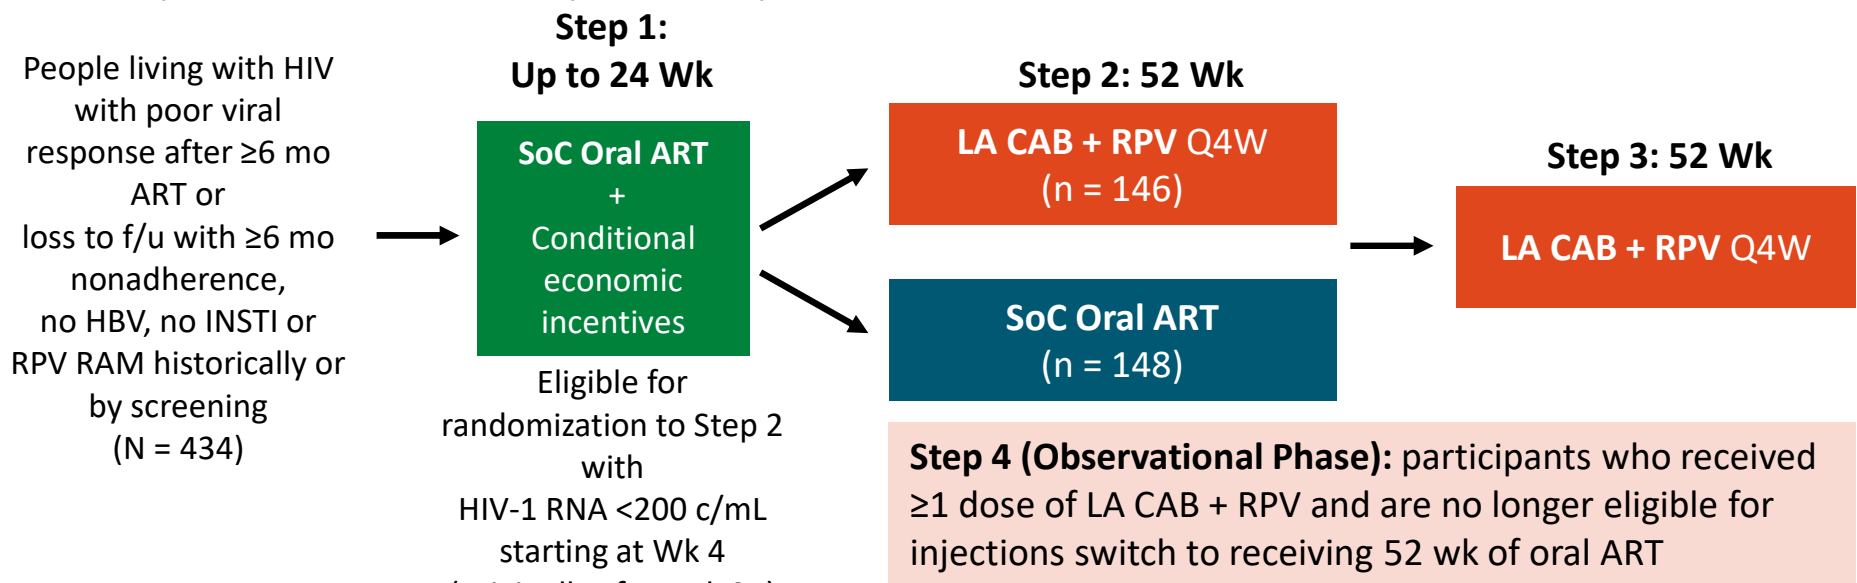 People living with HIV
with poor viral
response after ≥6 mo
ART or
loss to f/u with ≥6 mo
nonadherence,
no HBV, no INSTI or
RPV RAM historically or
by screening
(N = 434)
Step 1:
Up to 24 Wk
SoC Oral ART
+
Conditional
economic
incentives
Eligible for
randomization to Step 2
with
HIV-1 RNA <200 c/mL
starting at Wk 4
Step 2: 52 Wk
LA CAB + RPV Q4W
(n = 146)
SoC Oral ART
(n = 148)
Step 3: 52 Wk
LA CAB + RPV Q4W
Step 4 (Observational Phase): participants who received
≥1 dose of LA CAB + RPV and are no longer eligible for
injections switch to receiving 52 wk of oral ART